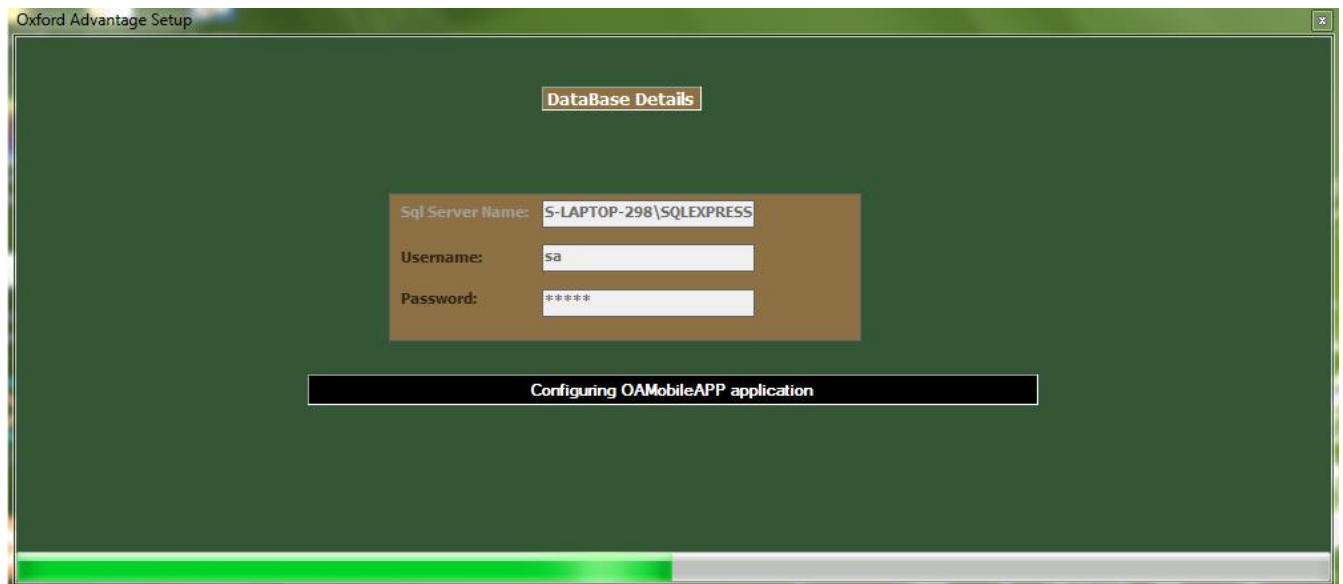 Oxford Advantage Setup
x
DataBase Details
Sql Server Name: S-LAPTOP-298\SQLEXPRESS
Username: sa
Password: *****
Configuring OAMobileAPP application